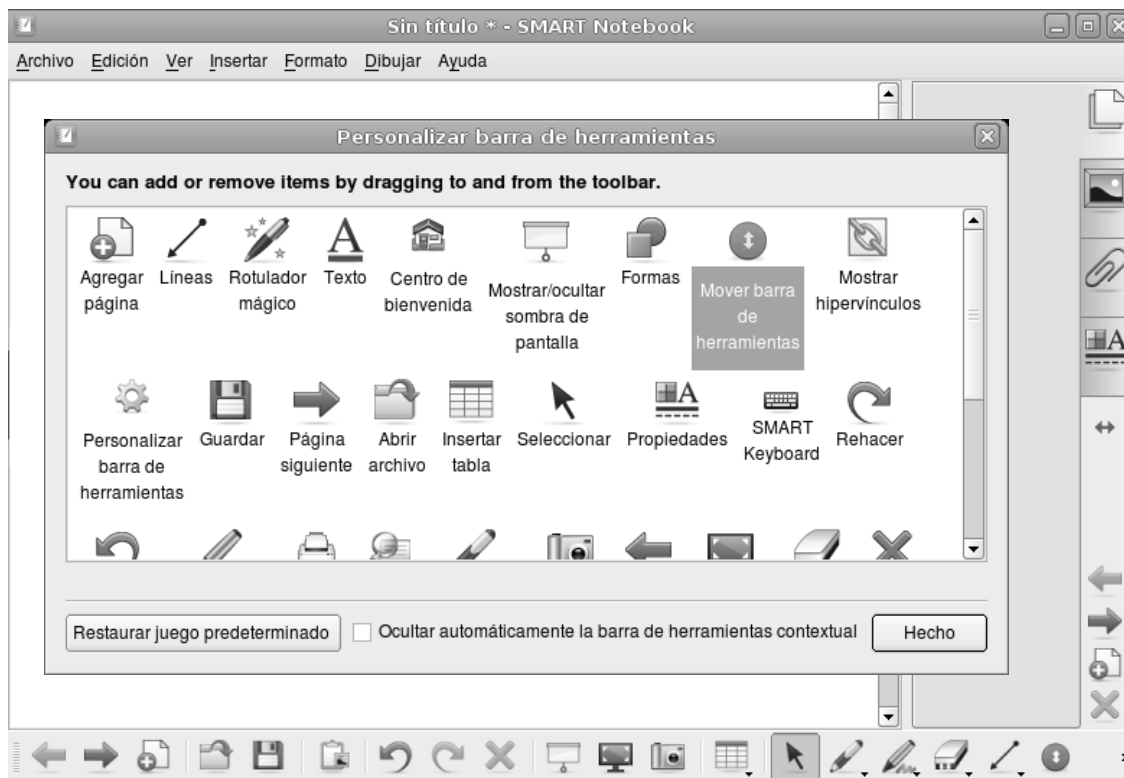 Sin título * - SMART Notebook
Archivo Edición Ver Insertar Formato Dibujar Ayuda
Personalizar barra de herramientas
You can add or remove items by dragging to and from the toolbar.
Agregar página
Líneas
Rotulador mágico
Texto
Centro de bienvenida
Mostrar/ocultar sombra de pantalla
Formas
Mover barra de herramientas
Mostrar hipervínculos
Personalizar barra de herramientas
Guardar
Página siguiente
Abrir archivo
Insertar tabla
Seleccionar
Propiedades
SMART Keyboard
Rehacer
Restaurar juego predeterminado
Ocultar automáticamente la barra de herramientas contextual
Hecho